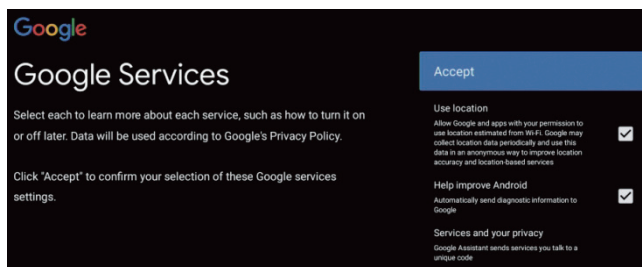 Google
Google Services
Select each to learn more about each service, such as how to turn it on
or off later. Data will be used according to Google's Privacy Policy.
Click "Accept" to confirm your selection of these Google services
settings.
Accept
Use location
Allow Google and apps with your permission to
use location estimated from Wi-Fi. Google may
collect location data periodically and use this
data in an anonymous way to improve location
accuracy and location-based services
Help improve Android
Automatically send diagnostic information to
Google
Services and your privacy
Google Assistant sends services you talk to a
unique code